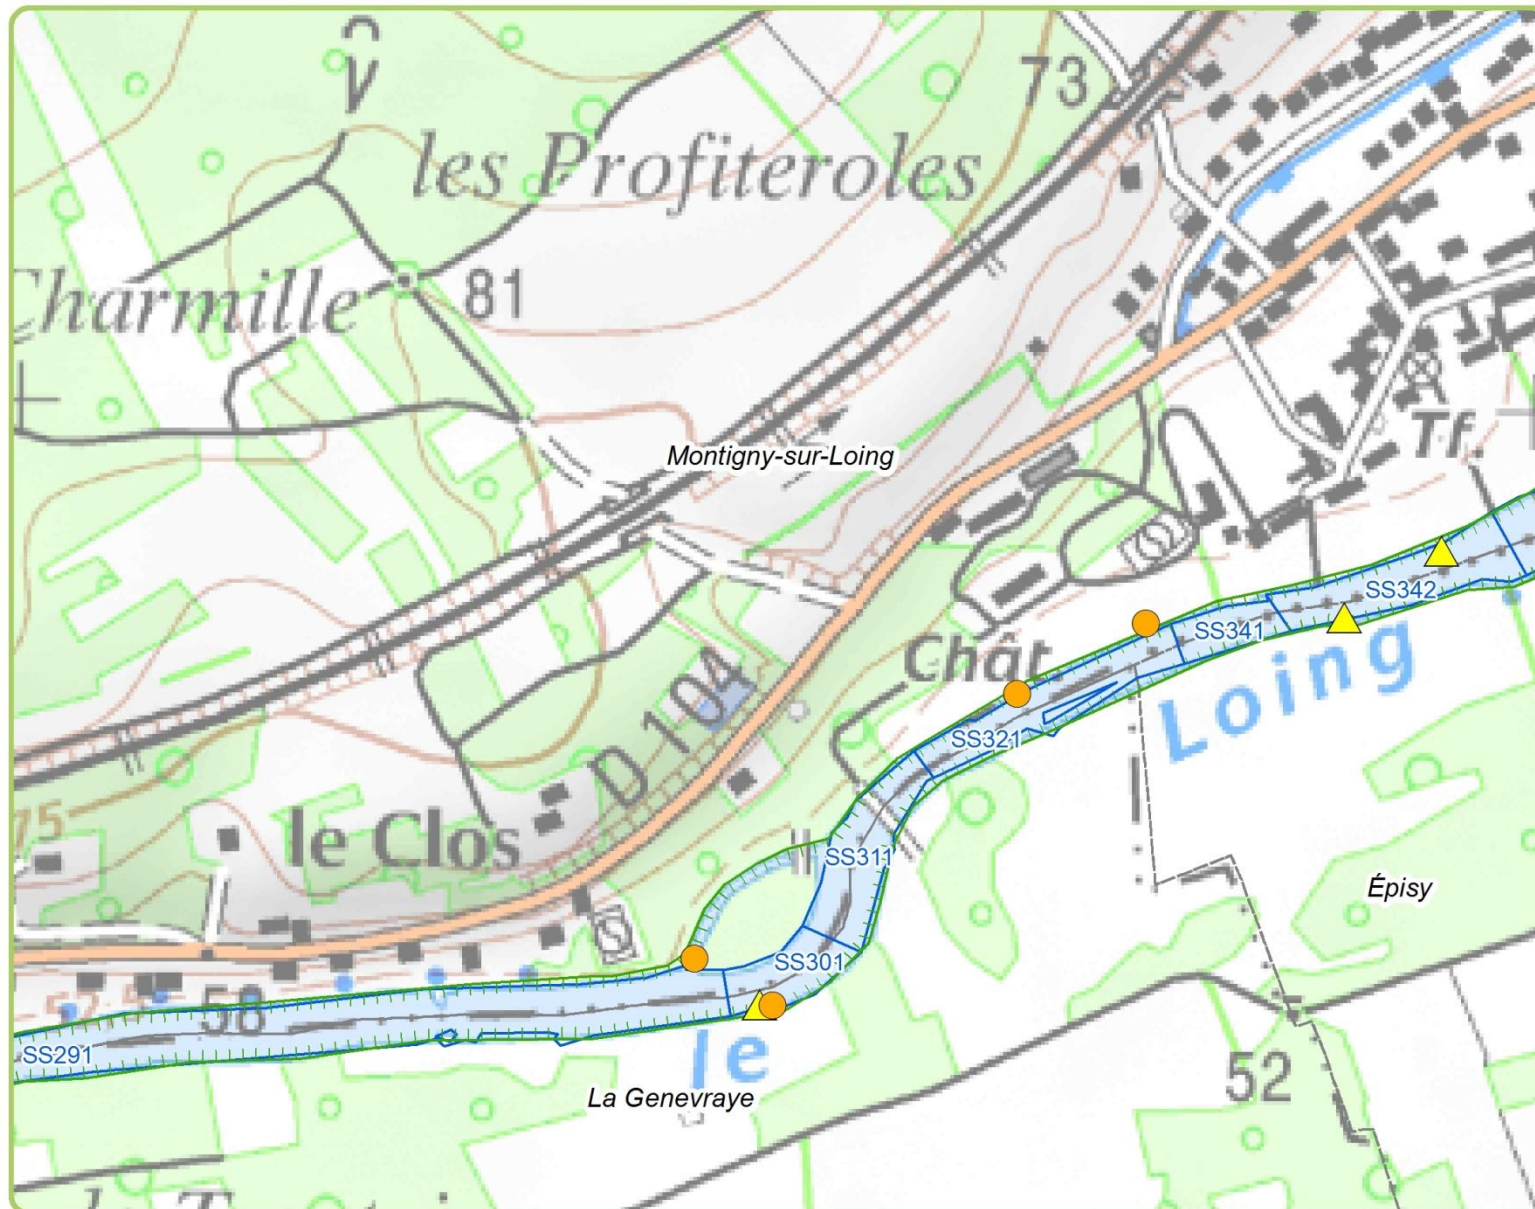 73
les Profiteroles
Charmille
81
Montigny-sur-Loing
Tf.
SS342
SS341
Loing
Chât
SS321
D 104
75
le Clos
SS311
Épisy
SS301
58
SS291
le
La Genevraye
52